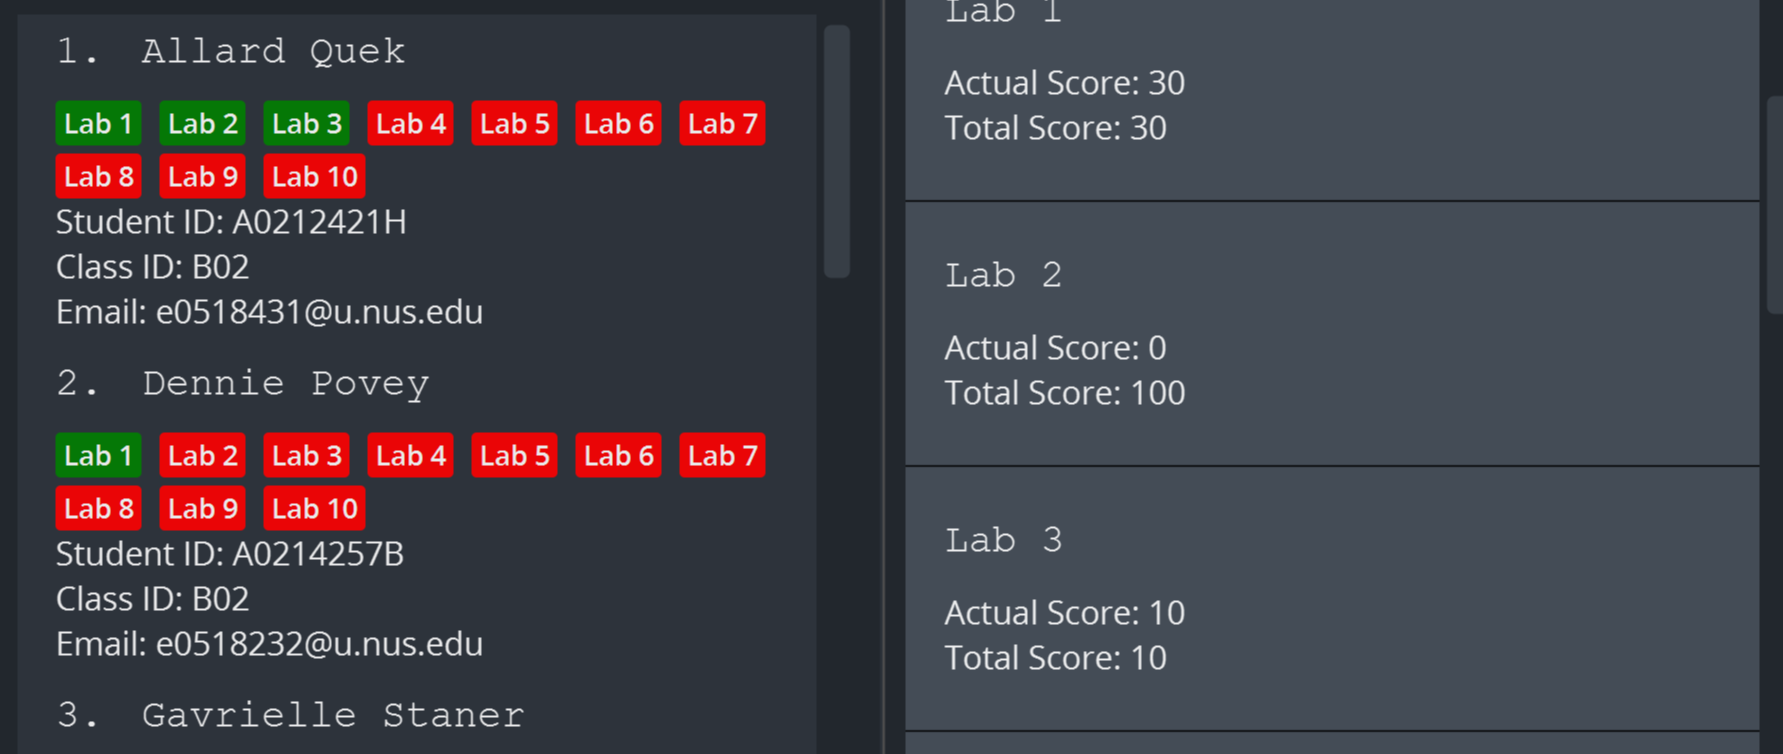 1. Allard Quek
Lab 1 Lab 2 Lab 3 Lab 4 Lab 5 Lab 6 Lab 7
Lab 8 Lab 9 Lab 10
Student ID: A0212421H
Class ID: B02
Email: e0518431@u.nus.edu
2. Dennie Povey
Lab 1 Lab 2 Lab 3 Lab 4 Lab 5 Lab 6 Lab 7
Lab 8 Lab 9 Lab 10
Student ID: A0214257B
Class ID: B02
Email: e0518232@u.nus.edu
3. Gavrielle Staner
Lab 1
Actual Score: 30
Total Score: 30
Lab 2
Actual Score: 0
Total Score: 100
Lab 3
Actual Score: 10
Total Score: 10